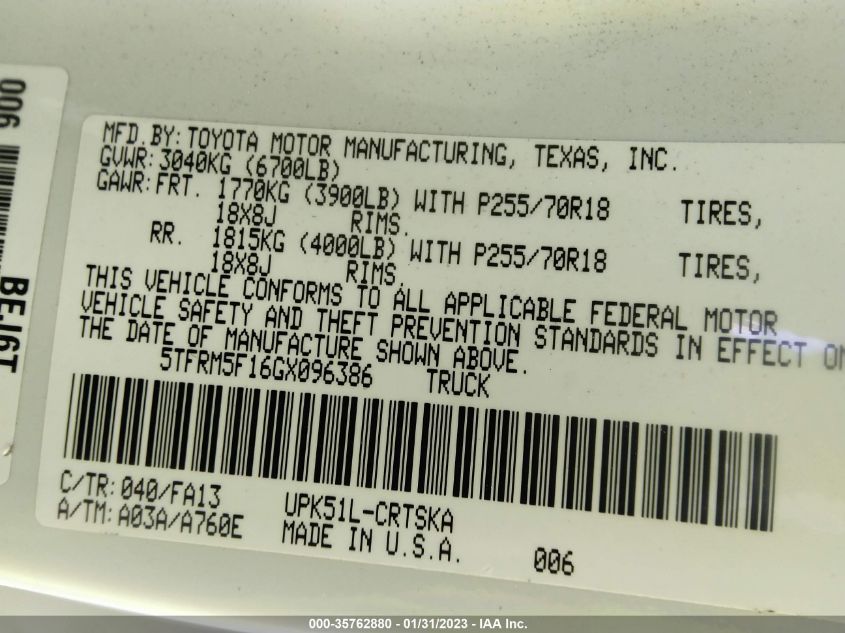 MFD.BY:TOYOTA MOTOR MANUFACTURING, TEXAS, INC.
GVWR:3040KG (6700LB)
GAWR:FRT. 1770KG (3900LB) WITH P255/70R18 TIRES,
18X8J RIMS.
RR. 1815KG (4000LB) WITH P255/70R18 TIRES,
18X8J RIMS.
THIS VEHICLE CONFORMS TO ALL APPLICABLE FEDERAL MOTOR
VEHICLE SAFETY AND THEFT PREVENTION STANDARDS IN EFFECT ON
THE DATE OF MANUFACTURE SHOWN ABOVE.
5TFRM5F16GX096386 TRUCK
C/TR:040/FA13 UPK51L-CRTSKA
A/TM:A03A/A760E MADE IN U.S.A. 006
006
000-35762880 - 01/31/2023 - IAA Inc.